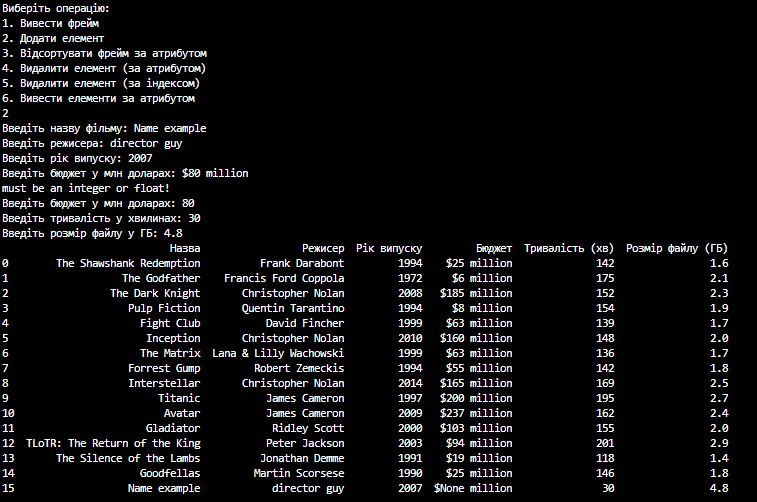 Виберіть операцію:
1. Вивести фрейм
2. Додати елемент
3. Відсортувати фрейм за атрибутом
4. Видалити елемент (за атрибутом)
5. Видалити елемент (за індексом)
6. Вивести елементи за атрибутом
2
Введіть назву фільму: Name example
Введіть режисера: director guy
Введіть рік випуску: 2007
Введіть бюджет у млн доларах: $80 million
must be an integer or float!
Введіть бюджет у млн доларах: 80
Введіть тривалість у хвилинах: 30
Введіть розмір файлу у ГБ: 4.8
Назва Режисер Рік випуску Бюджет Тривалість (хв) Розмір файлу (ГБ)
0 The Shawshank Redemption Frank Darabont 1994 $25 million 142 1.6
1 The Godfather Francis Ford Coppola 1972 $6 million 175 2.1
2 The Dark Knight Christopher Nolan 2008 $185 million 152 2.3
3 Pulp Fiction Quentin Tarantino 1994 $8 million 154 1.9
4 Fight Club David Fincher 1999 $63 million 139 1.7
5 Inception Christopher Nolan 2010 $160 million 148 2.0
6 The Matrix Lana & Lilly Wachowski 1999 $63 million 136 1.7
7 Forrest Gump Robert Zemeckis 1994 $55 million 142 1.8
8 Interstellar Christopher Nolan 2014 $165 million 169 2.5
9 Titanic James Cameron 1997 $200 million 195 2.7
10 Avatar James Cameron 2009 $237 million 162 2.4
11 Gladiator Ridley Scott 2000 $103 million 155 2.0
12 TLoTR: The Return of the King Peter Jackson 2003 $94 million 201 2.9
13 The Silence of the Lambs Jonathan Demme 1991 $19 million 118 1.4
14 Goodfellas Martin Scorsese 1990 $25 million 146 1.8
15 Name example director guy 2007 $None million 30 4.8